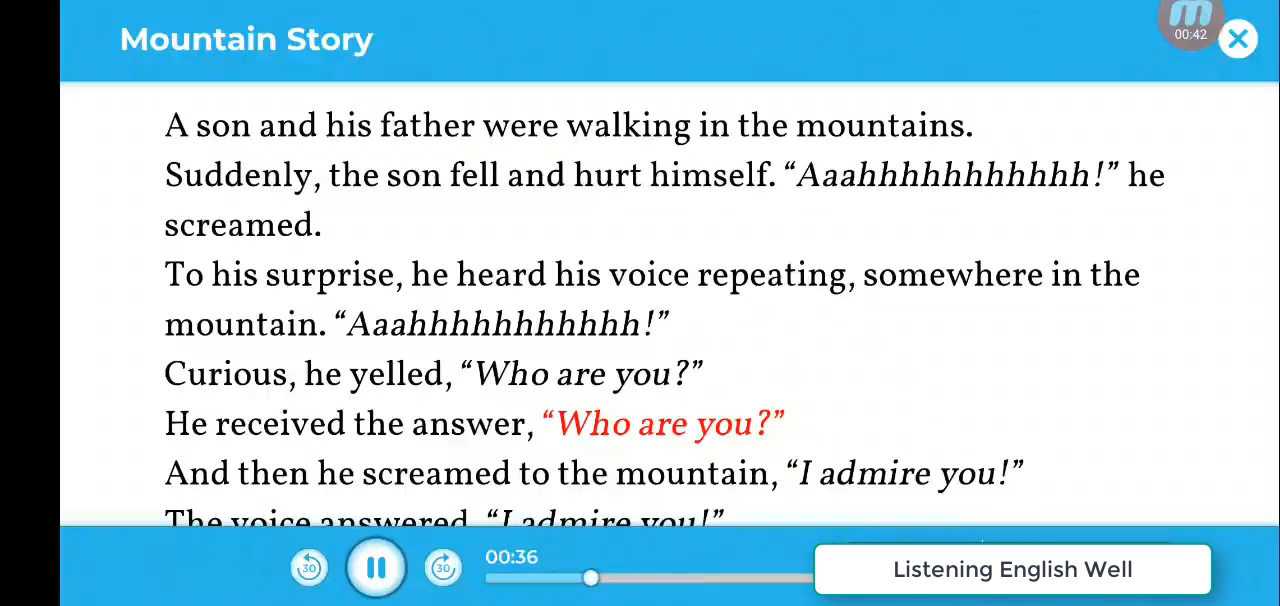 Mountain Story
00:42
A son and his father were walking in the mountains.
Suddenly, the son fell and hurt himself. “Aaahhhhhhhhhhhh!” he
screamed.
To his surprise, he heard his voice repeating, somewhere in the
mountain. “Aaahhhhhhhhhhhh!”
Curious, he yelled, “Who are you?”
He received the answer, “Who are you?”
And then he screamed to the mountain, “I admire you!”
The voice answered, “I admire you!”
30
30
00:36
Listening English Well